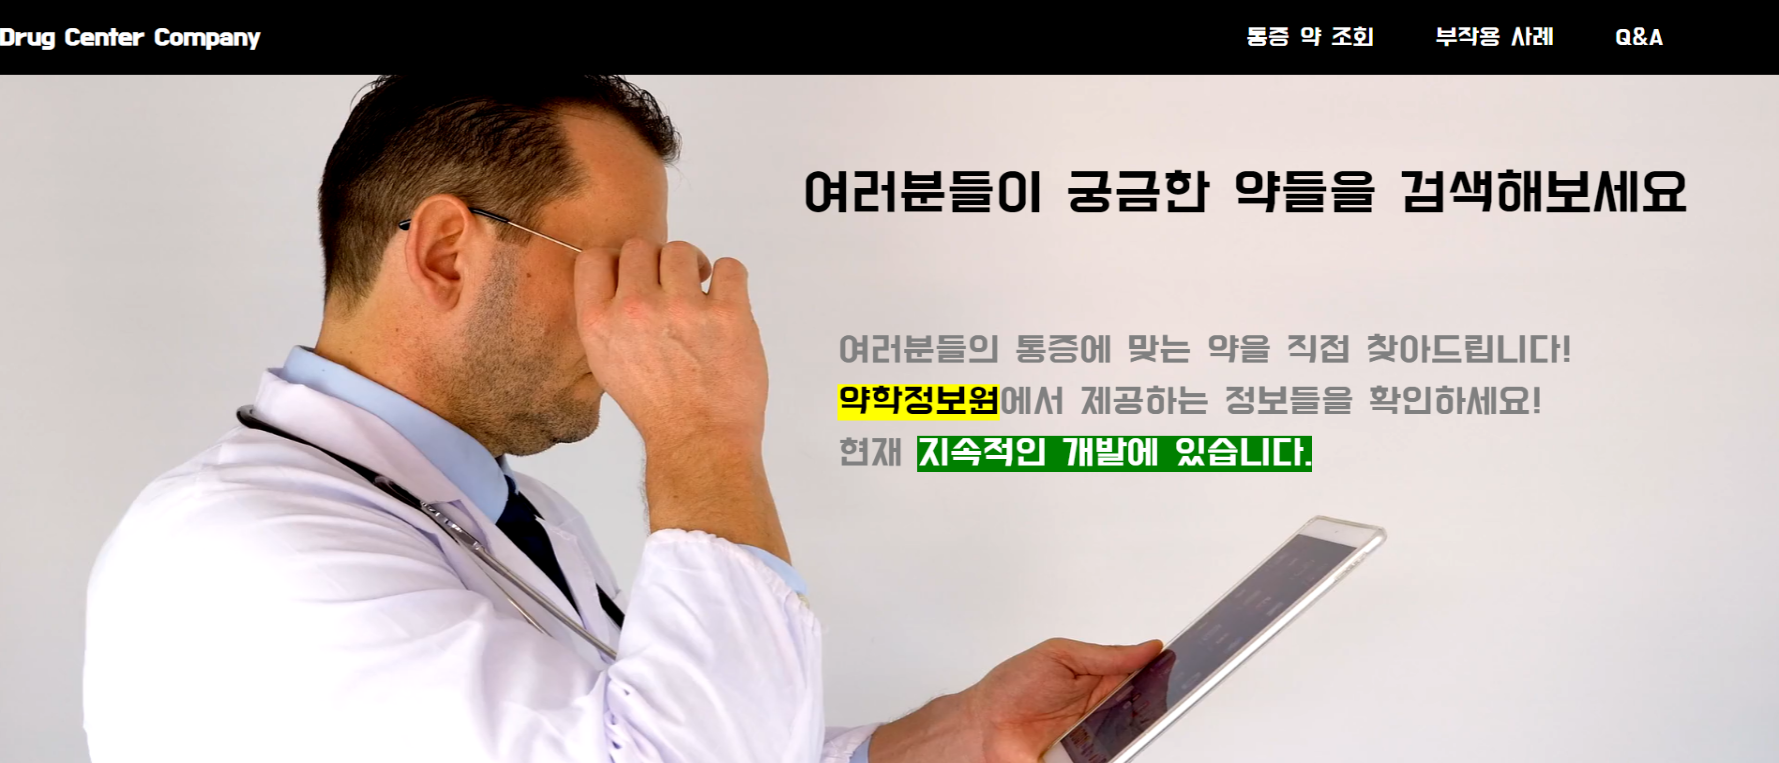 Drug Center Company 통증 약 조회 부작용 사례 Q&A
여러분들이 궁금한 약들을 검색해보세요
여러분들의 통증에 맞는 약을 직접 찾아드립니다!
약학정보원에서 제공하는 정보들을 확인하세요!
현재 지속적인 개발에 있습니다.